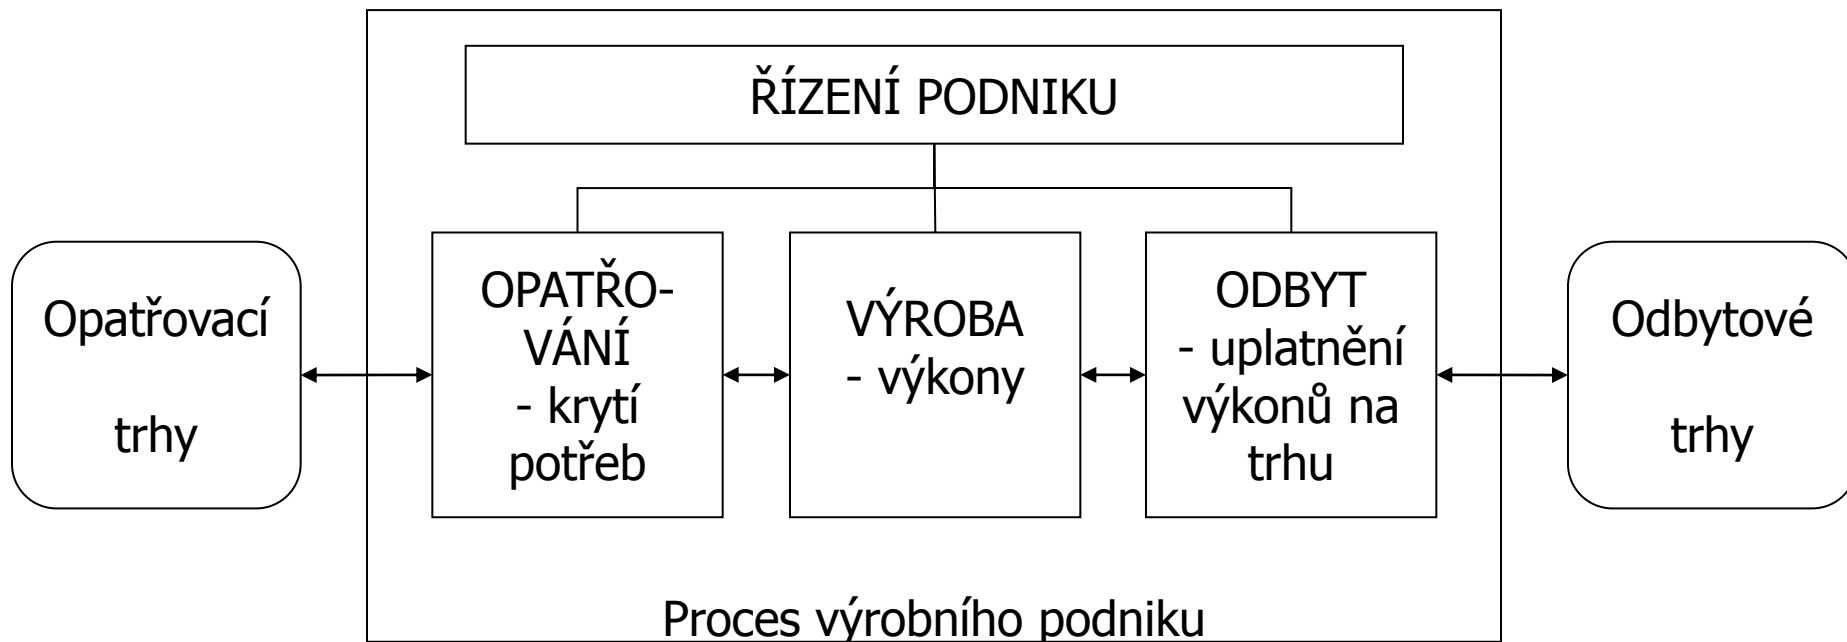 ŘÍZENÍ PODNIKU
Opatřovací
trhy
OPATŘO-
VÁNÍ
- krytí
potřeb
VÝROBA
- výkony
ODBYT
- uplatnění
výkonů na
trhu
Odbytové
trhy
Proces výrobního podniku